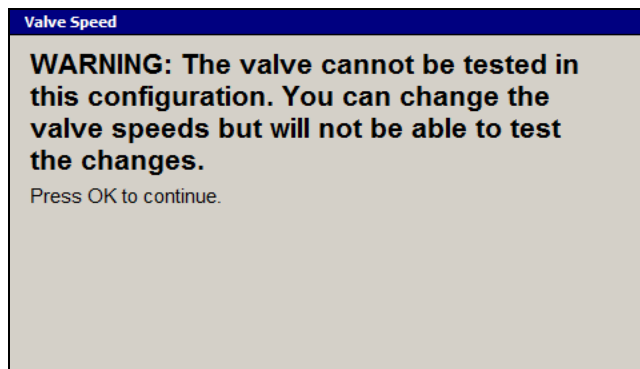 Valve Speed
WARNING: The valve cannot be tested in
this configuration. You can change the
valve speeds but will not be able to test
the changes.
Press OK to continue.